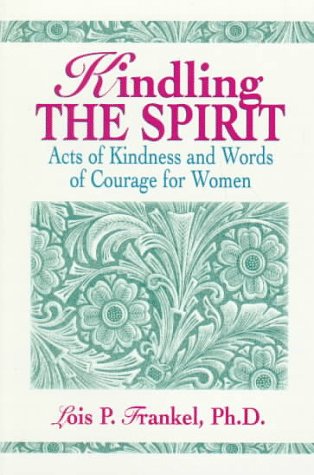 Kindling
THE SPIRIT
Acts of Kindness and Words
of Courage for Women
Lois P. Frankel, Ph.D.